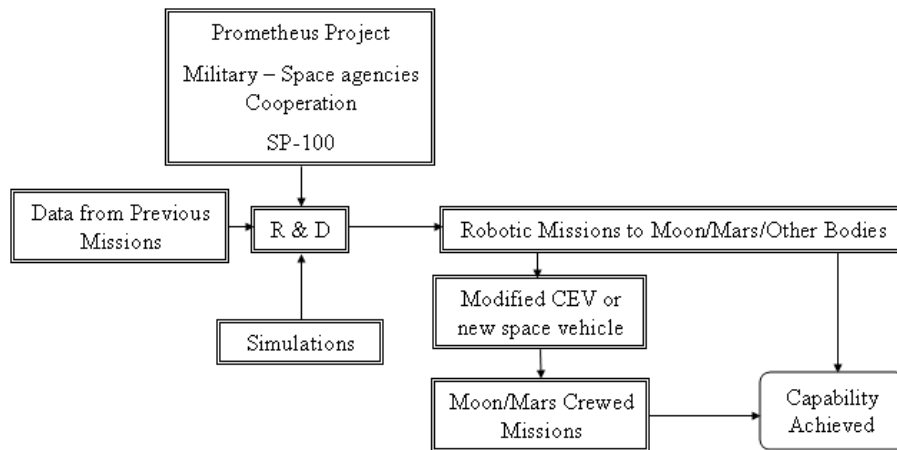 Prometheus Project
Military – Space agencies
Cooperation
SP-100
Data from Previous
Missions
R & D
Robotic Missions to Moon/Mars/Other Bodies
Modified CEV or
new space vehicle
Simulations
Moon/Mars Crewed
Missions
Capability
Achieved